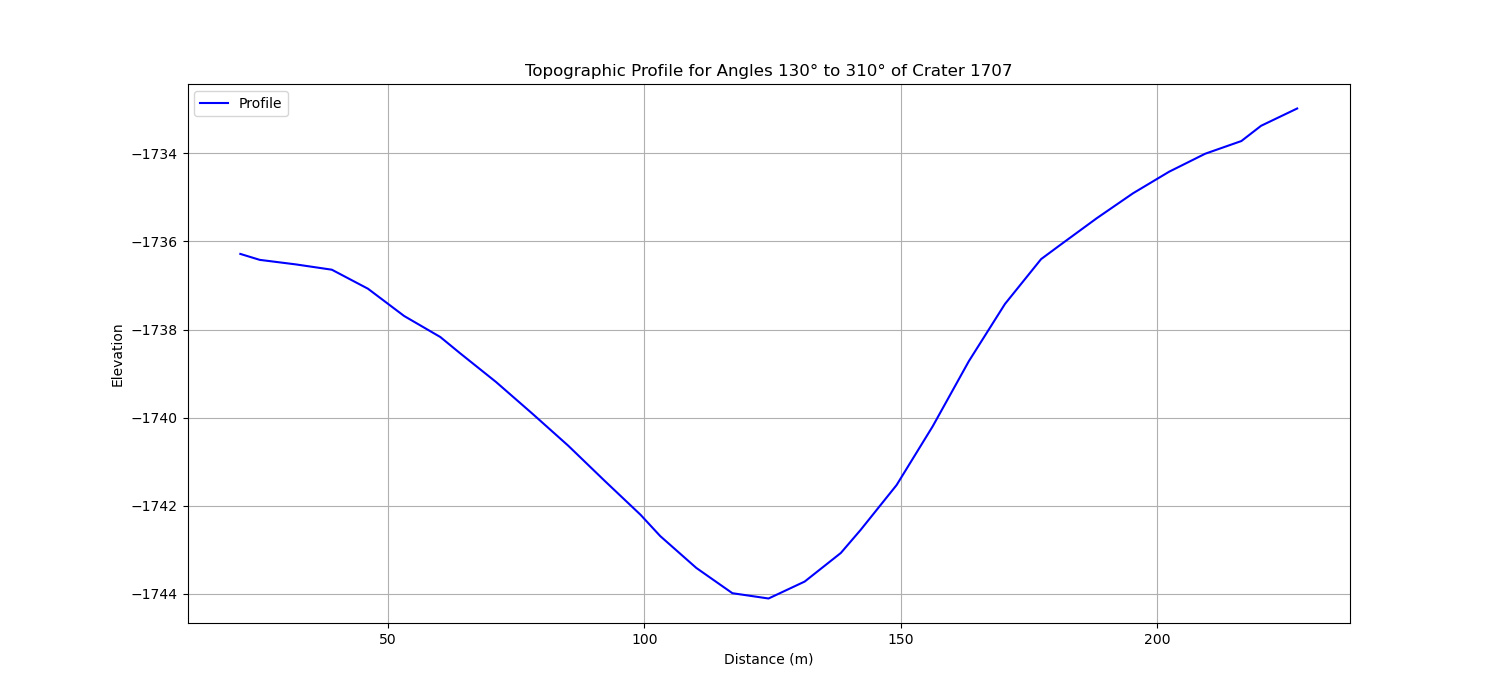 Topographic Profile for Angles 130° to 310° of Crater 1707
Profile
−1734
−1736
−1738
−1740
−1742
−1744
Elevation
50
100
150
200
Distance (m)